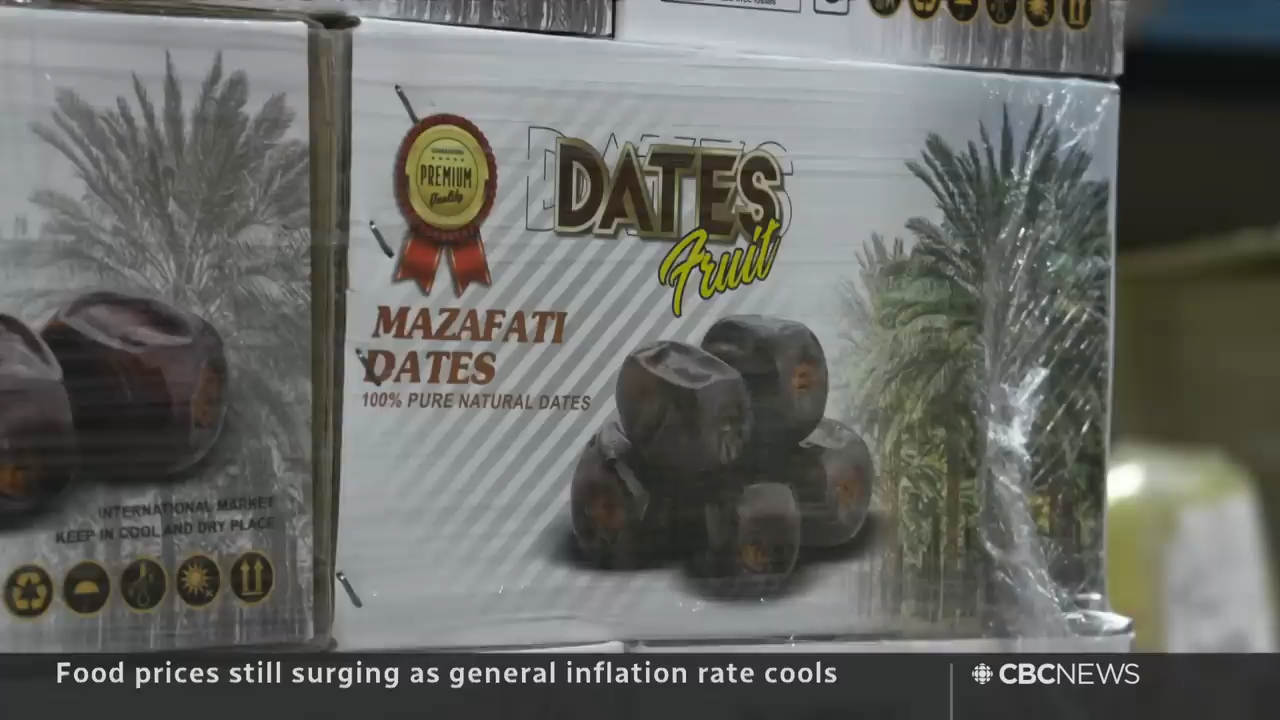 PREMIUM
Quality
DATES
Fruit
MAZAFATI
DATES
100% PURE NATURAL DATES
INTERNATIONAL MARKET
KEEP IN COOL AND DRY PLACE
Food prices still surging as general inflation rate cools
CBCNEWS